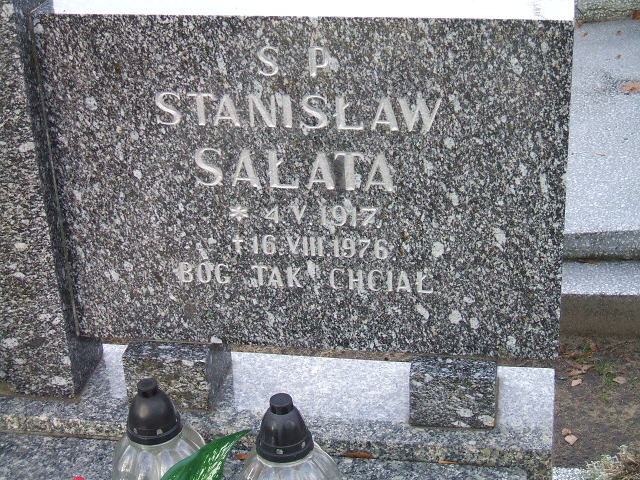 S P
STANISŁAW
SAŁATA
* 4 V 1917
† 16 VIII 1976
BÓG TAK CHCIAŁ